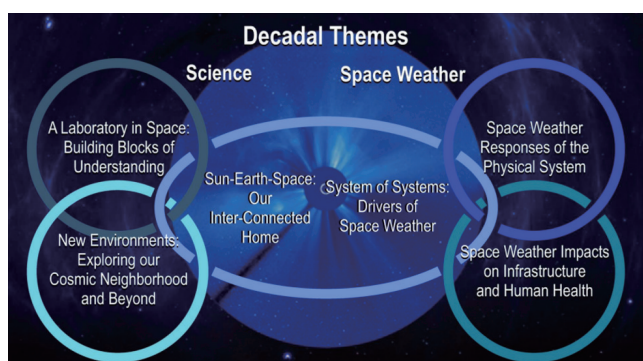 Decadal Themes
Science
Space Weather
A Laboratory in Space:
Building Blocks of
Understanding
New Environments:
Exploring our
Cosmic Neighborhood
and Beyond
Sun-Earth-Space:
Our
Inter-Connected
Home
System of Systems:
Drivers of
Space Weather
Space Weather
Responses of the
Physical System
Space Weather Impacts
on Infrastructure
and Human Health